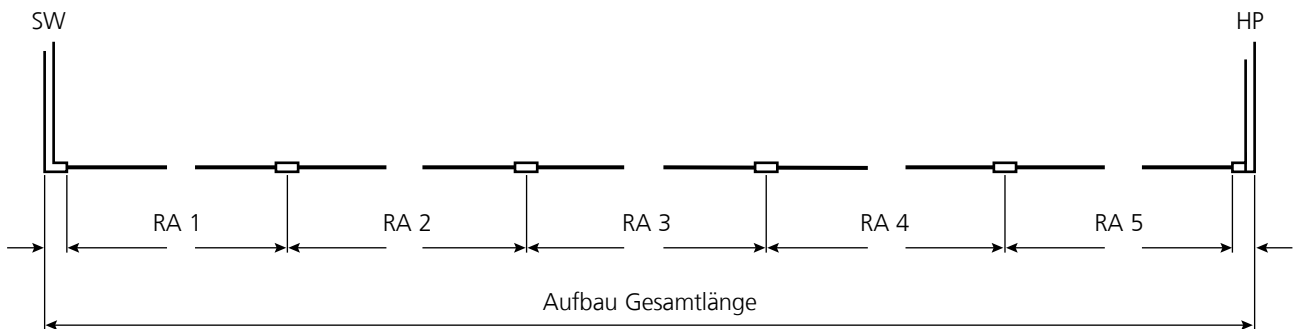 SW HP
RA 1 RA 2 RA 3 RA 4 RA 5
Aufbau Gesamtlänge